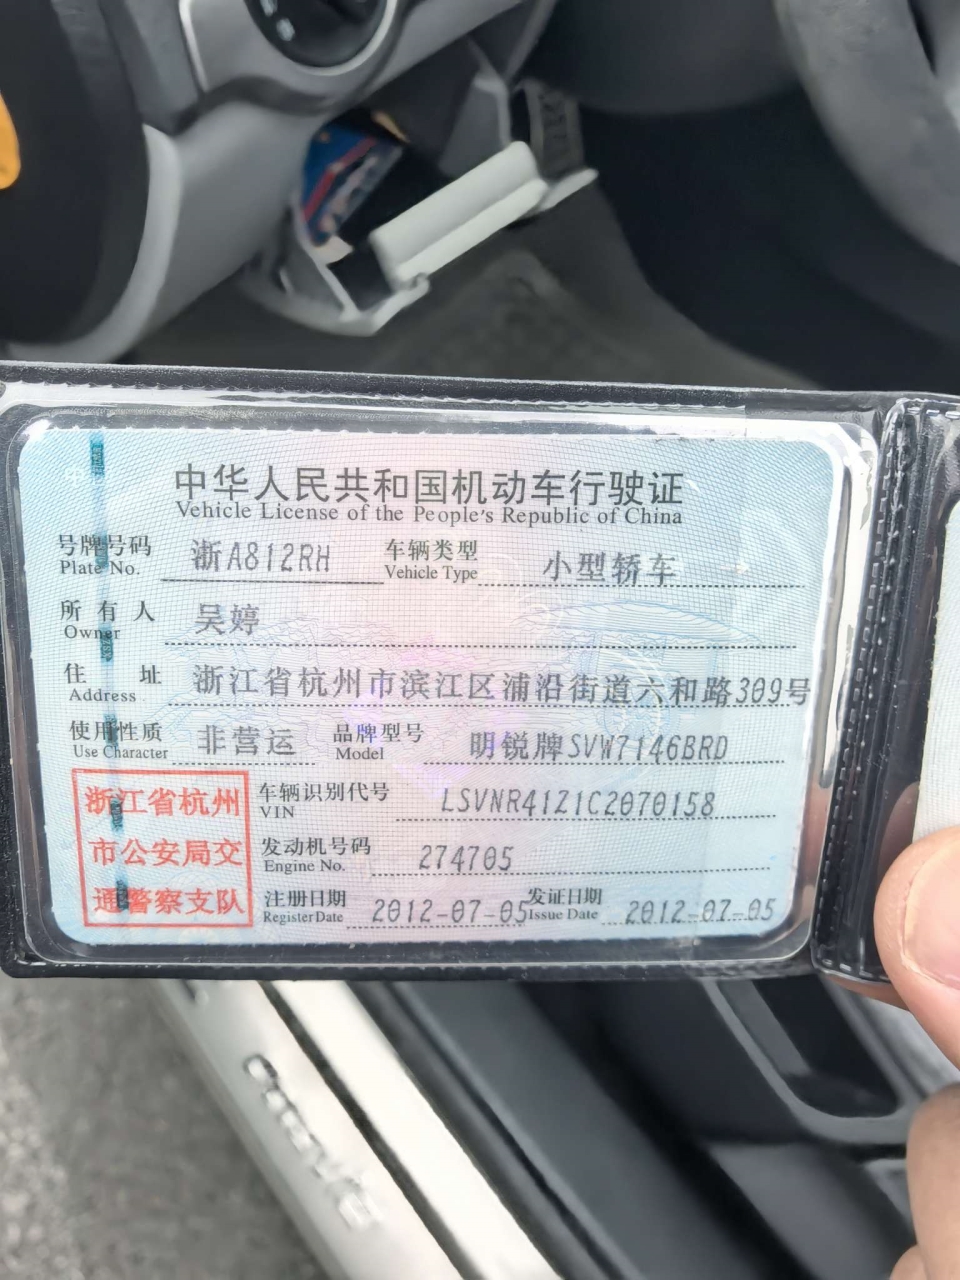 中华人民共和国机动车行驶证
Vehicle License of the People's Republic of China
号牌号码 浙A812RH 车辆类型 小型轿车
Plate No. Vehicle Type
所有人 吴婷
Owner
住址 浙江省杭州市滨江区浦沿街道六和路309号
Address
使用性质 非营运 品牌型号 明锐牌SVW7146BRD
Use Character Model
浙江省杭州
市公安局交
通警察支队
车辆识别代号 LSVNR41Z1C2070158
VIN
发动机号码 274705
Engine No.
注册日期 2012-07-05 发证日期 2012-07-05
Register Date Issue Date